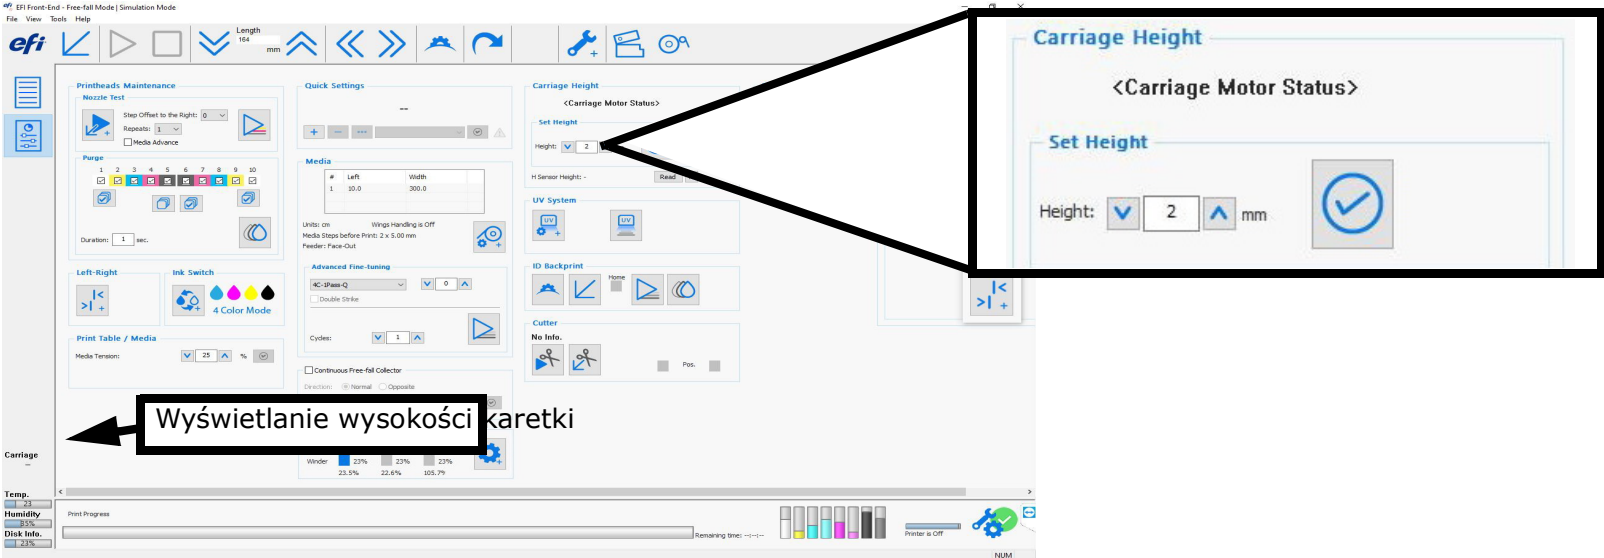 EFI Front-End - Free-fall Mode | Simulation Mode
File View Tools Help
efi
Length
164
mm
Printheads Maintenance
Nozzle Test
Step Offset to the Right: 0
Repeats: 1
Media Advance
Purge
1 2 3 4 5 6 7 8 9 10
Duration: 1 sec.
Left-Right
Ink Switch
4 Color Mode
Print Table / Media
Media Tension: 25 %
Quick Settings
--
Media
# Left Width
1 10.0 300.0
Units: cm Wings Handling is Off
Media Steps before Print: 2 x 5.00 mm
Feeder: Face-Out
Advanced Fine-tuning
4C-1Pass-Q 0
Double Strike
Cycles: 1
Continuous Free-fall Collector
Direction: Normal Opposite
Winder 23% 23% 23%
23.5% 22.6% 105.7%
Carriage Height
<Carriage Motor Status>
Set Height
Height: 2
H Sensor Height: - Read
UV System
UV UV
ID Backprint
Home
Cutter
No Info.
Pos.
Carriage Height
<Carriage Motor Status>
Set Height
Height: 2 mm
Wyświetlanie wysokości karetki
Carriage
--
Temp.
23
Humidity
35%
Disk Info.
23%
Print Progress
Remaining time: --:--:--
Printer is Off
NUM